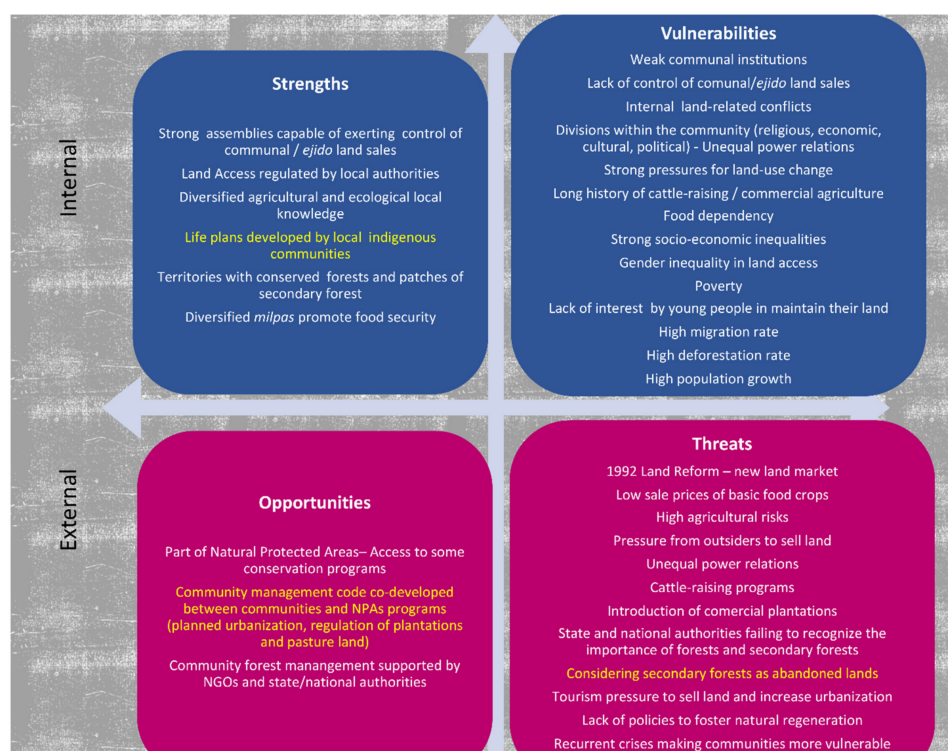 Internal
Strengths
Strong assemblies capable of exerting control of
communal / ejido land sales
Land Access regulated by local authorities
Diversified agricultural and ecological local
knowledge
Life plans developed by local indigenous
communities
Territories with conserved forests and patches of
secondary forest
Diversified milpas promote food security
Vulnerabilities
Weak communal institutions
Lack of control of comunal/ejido land sales
Internal land-related conflicts
Divisions within the community (religious, economic,
cultural, political) - Unequal power relations
Strong pressures for land-use change
Long history of cattle-raising / commercial agriculture
Food dependency
Strong socio-economic inequalities
Gender inequality in land access
Poverty
Lack of interest by young people in maintain their land
High migration rate
High deforestation rate
High population growth
External
Opportunities
Part of Natural Protected Areas– Access to some
conservation programs
Community management code co-developed
between communities and NPAs programs
(planned urbanization, regulation of plantations
and pasture land)
Community forest manangement supported by
NGOs and state/national authorities
Threats
1992 Land Reform – new land market
Low sale prices of basic food crops
High agricultural risks
Pressure from outsiders to sell land
Unequal power relations
Cattle-raising programs
Introduction of comercial plantations
State and national authorities failing to recognize the
importance of forests and secondary forests
Considering secondary forests as abandoned lands
Tourism pressure to sell land and increase urbanization
Lack of policies to foster natural regeneration
Recurrent crises making communities more vulnerable